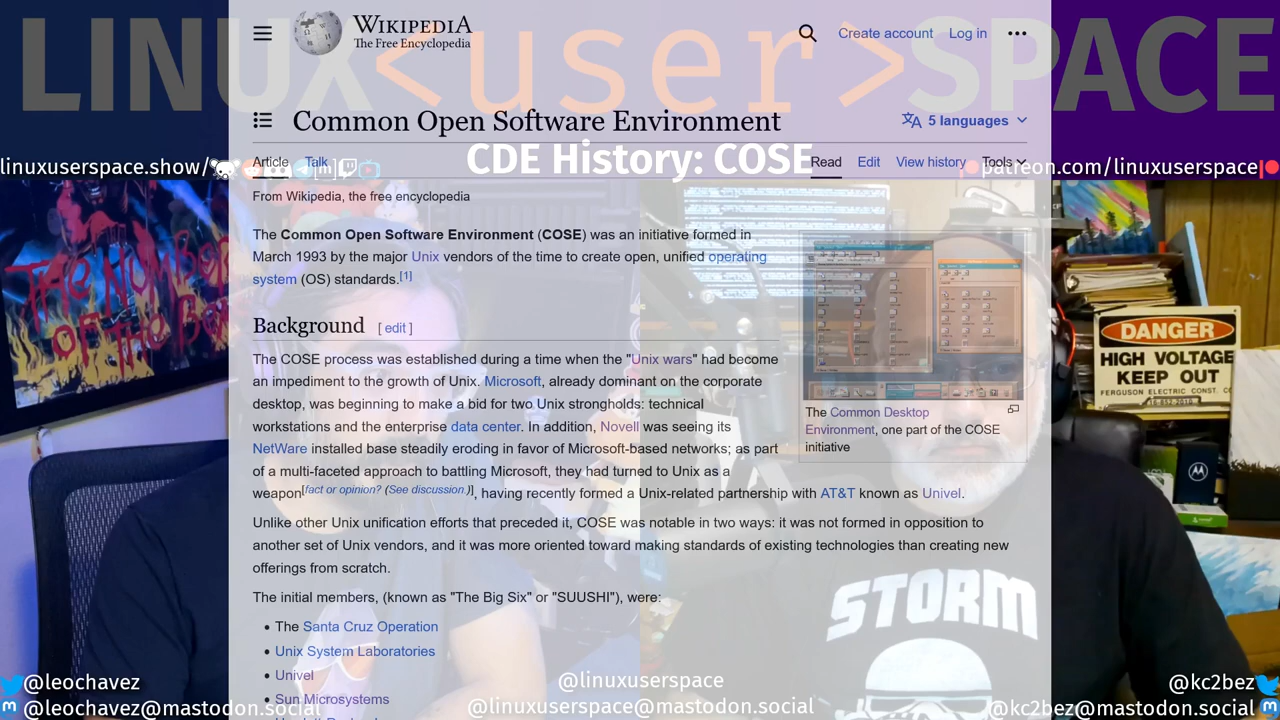 LINUX<user>SPACE
WIKIPEDIA
The Free Encyclopedia
Create account Log in
Common Open Software Environment
5 languages
CDE History: COSE
linuxuserspace.show/
patreon.com/linuxuserspace
Article Talk
Read Edit View history Tools
From Wikipedia, the free encyclopedia
The Common Open Software Environment (COSE) was an initiative formed in
March 1993 by the major Unix vendors of the time to create open, unified operating
system (OS) standards.[1]
Background [ edit ]
The COSE process was established during a time when the "Unix wars" had become
an impediment to the growth of Unix. Microsoft, already dominant on the corporate
desktop, was beginning to make a bid for two Unix strongholds: technical
workstations and the enterprise data center. In addition, Novell was seeing its
NetWare installed base steadily eroding in favor of Microsoft-based networks; as part
of a multi-faceted approach to battling Microsoft, they had turned to Unix as a
weapon[fact or opinion? (See discussion.)], having recently formed a Unix-related partnership with AT&T known as Univel.
The Common Desktop
Environment, one part of the COSE
initiative
Unlike other Unix unification efforts that preceded it, COSE was notable in two ways: it was not formed in opposition to
another set of Unix vendors, and it was more oriented toward making standards of existing technologies than creating new
offerings from scratch.
The initial members, (known as "The Big Six" or "SUUSHI"), were:
• The Santa Cruz Operation
• Unix System Laboratories
• Univel
• Sun Microsystems
DANGER
HIGH VOLTAGE
KEEP OUT
FERGUSON ELECTRIC CONST. C
STORM
@leochavez
@leochavez@mastodon.social
@linuxuserspace
@linuxuserspace@mastodon.social
@kc2bez
@kc2bez@mastodon.social